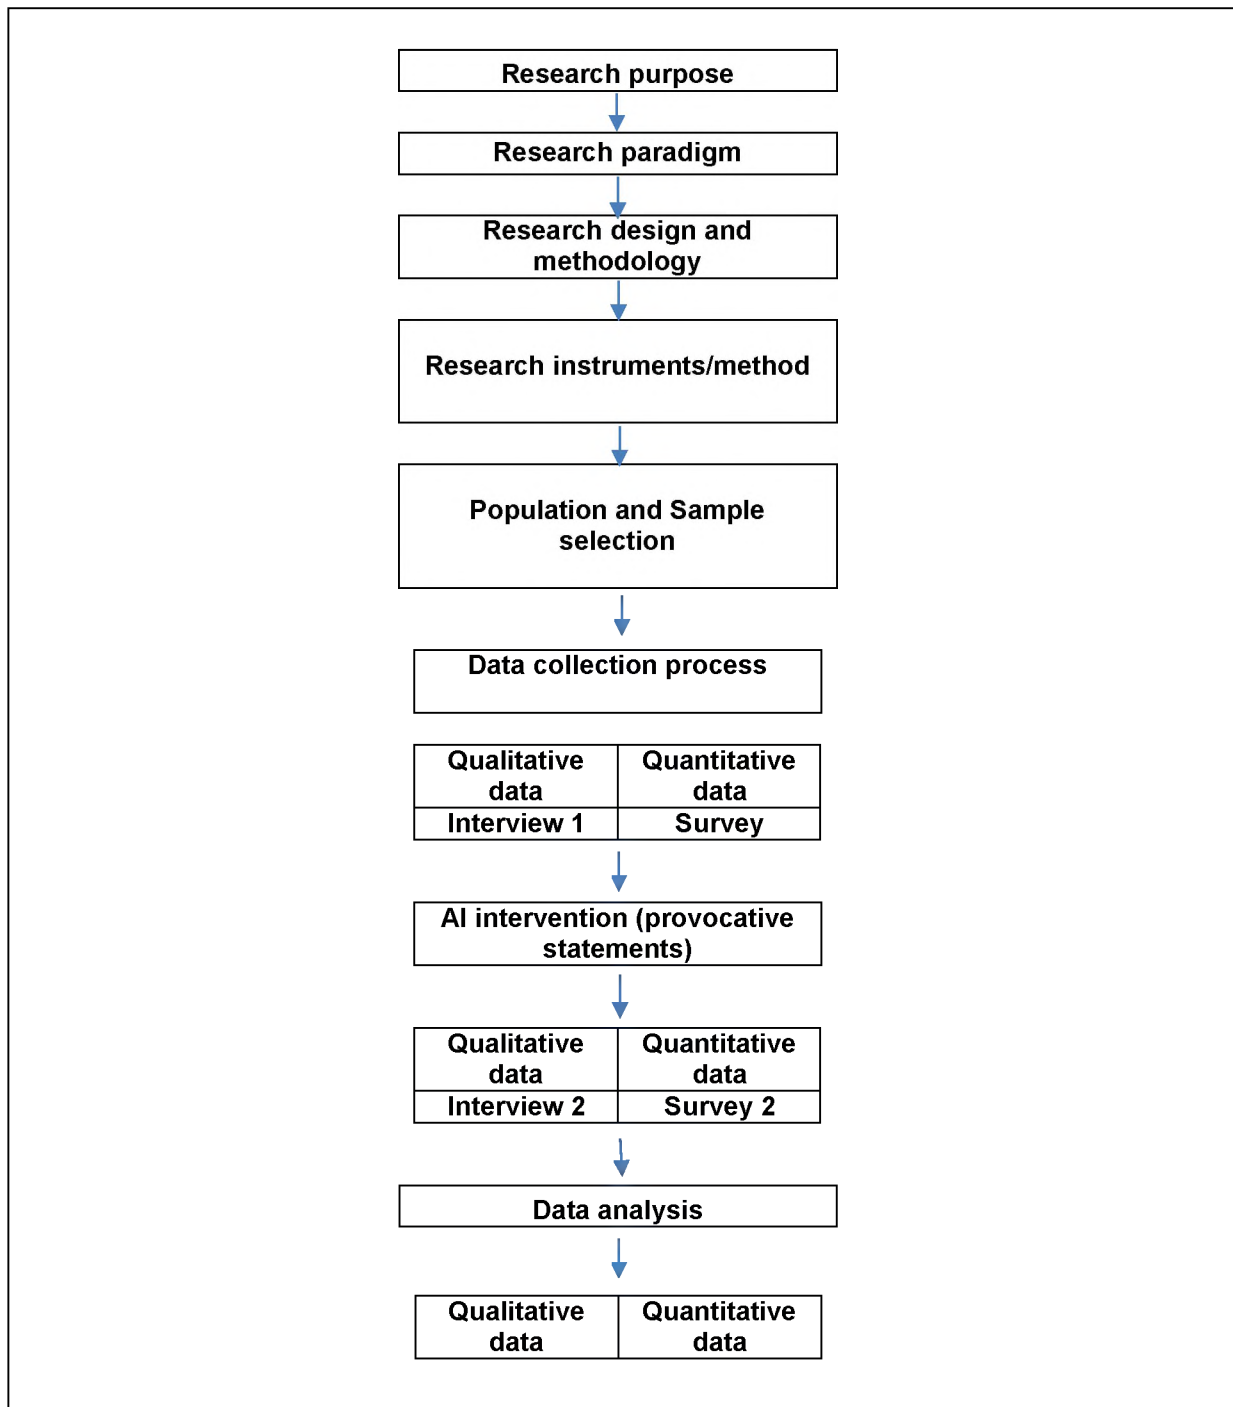 Research purpose
Research paradigm
Research design and
methodology
Research instruments/method
Population and Sample
selection
Data collection process
Qualitative
data
Quantitative
data
Interview 1
Survey
AI intervention (provocative
statements)
Qualitative
data
Quantitative
data
Interview 2
Survey 2
Data analysis
Qualitative
data
Quantitative
data